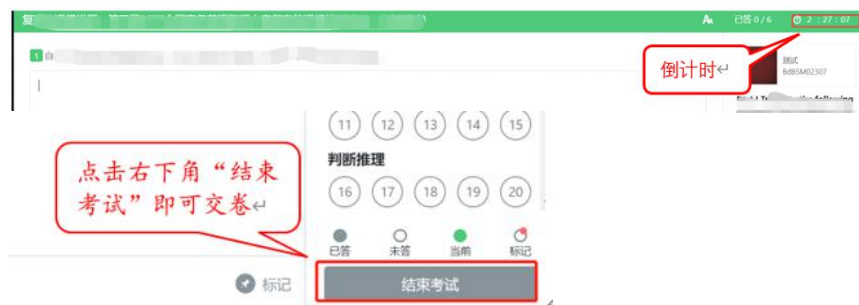 已答 0/6 2:27:07
1
测试
BdBSM02307
倒计时
11 12 13 14 15
判断推理
16 17 18 19 20
点击右下角“结束
考试”即可交卷
已答 未答 当前 标记
标记
结束考试